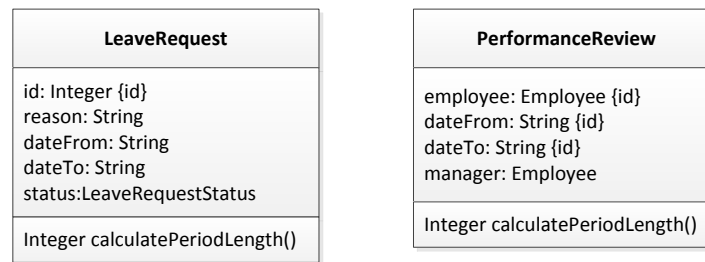 LeaveRequest
id: Integer {id}
reason: String
dateFrom: String
dateTo: String
status:LeaveRequestStatus
Integer calculatePeriodLength()
PerformanceReview
employee: Employee {id}
dateFrom: String {id}
dateTo: String {id}
manager: Employee
Integer calculatePeriodLength()